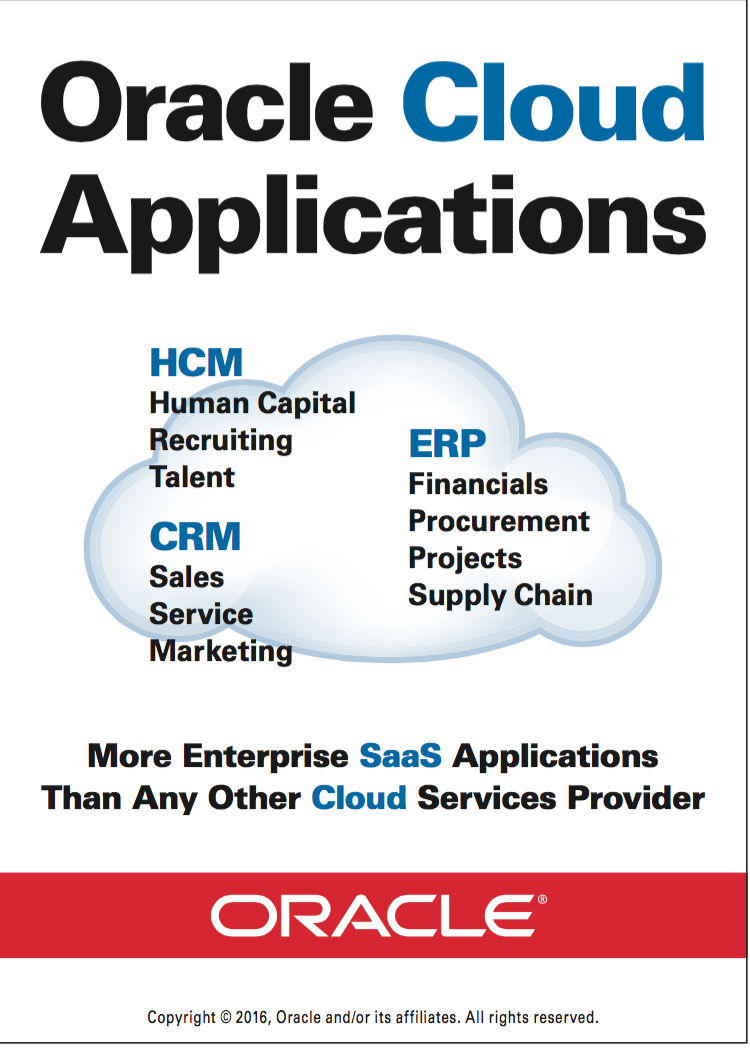 Oracle Cloud
Applications
HCM
Human Capital
Recruiting
Talent
CRM
Sales
Service
Marketing
ERP
Financials
Procurement
Projects
Supply Chain
More Enterprise SaaS Applications
Than Any Other Cloud Services Provider
ORACLE®
Copyright © 2016, Oracle and/or its affiliates. All rights reserved.